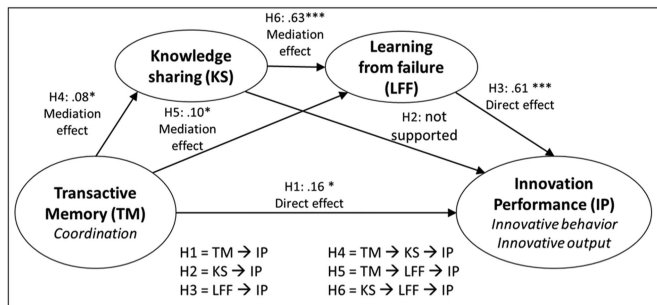 H6: .63***
Mediation
effect
Knowledge
sharing (KS)
Learning
from failure
(LFF)
H4: .08*
Mediation
effect
H5: .10*
Mediation
effect
H3: .61 ***
Direct effect
H2: not
supported
Transactive
Memory (TM)
Coordination
H1: .16 *
Direct effect
Innovation
Performance (IP)
Innovative behavior
Innovative output
H1 = TM → IP
H2 = KS → IP
H3 = LFF → IP
H4 = TM → KS → IP
H5 = TM → LFF → IP
H6 = KS → LFF → IP